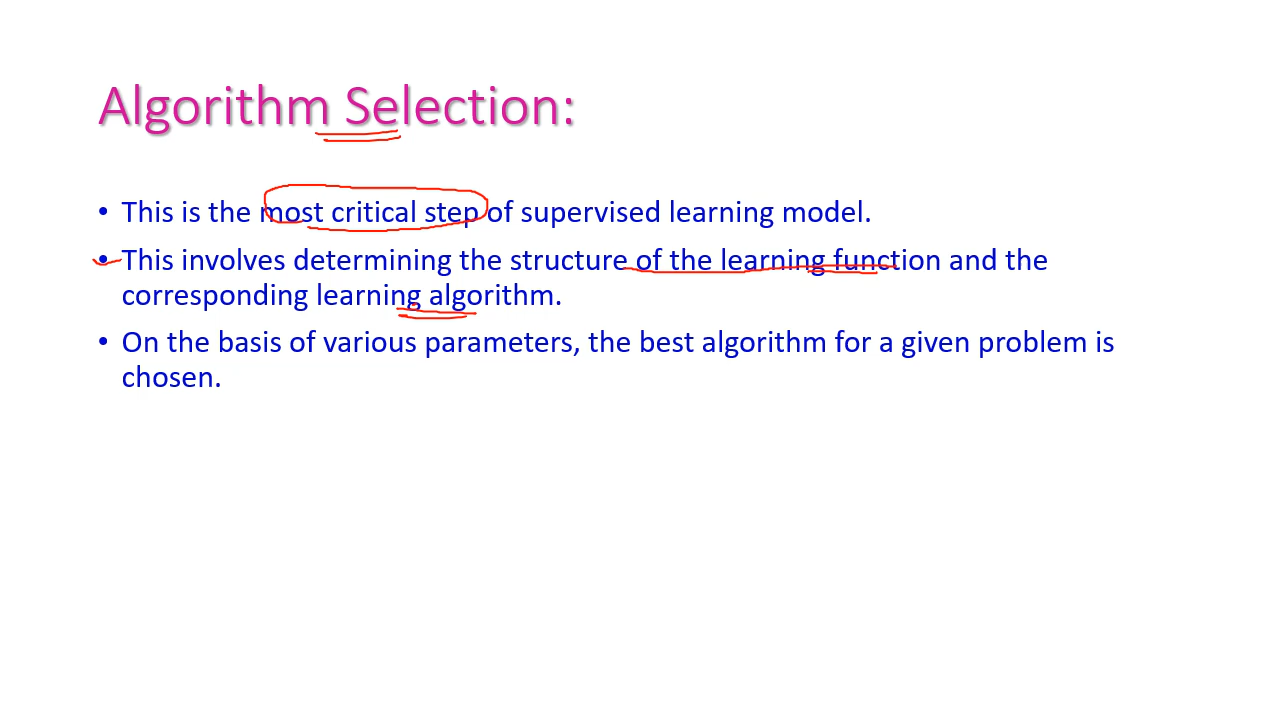 Algorithm Selection:
• This is the most critical step of supervised learning model.
• This involves determining the structure of the learning function and the
corresponding learning algorithm.
• On the basis of various parameters, the best algorithm for a given problem is
chosen.